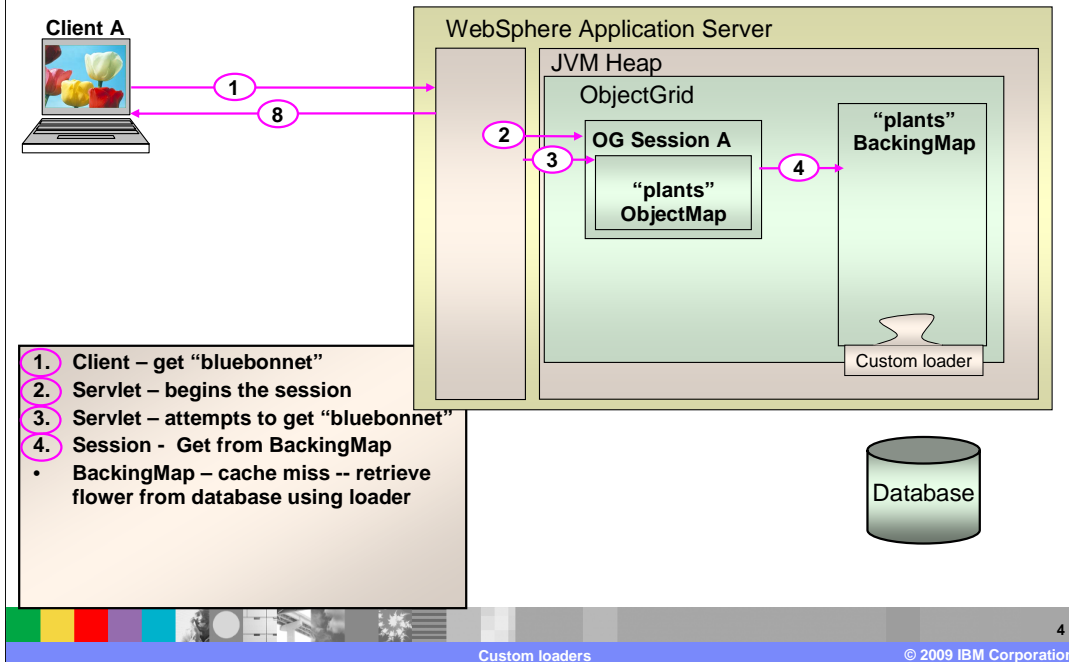 Client A
WebSphere Application Server
JVM Heap
ObjectGrid
1
8
2
3
4
OG Session A
“plants”
ObjectMap
“plants”
BackingMap
Custom loader
1. Client – get “bluebonnet”
2. Servlet – begins the session
3. Servlet – attempts to get “bluebonnet”
4. Session - Get from BackingMap
• BackingMap – cache miss -- retrieve
flower from database using loader
Database
4
Custom loaders
© 2009 IBM Corporation